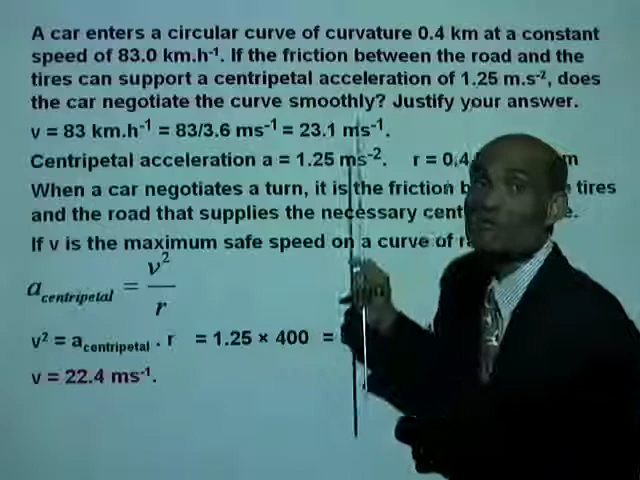 A car enters a circular curve of curvature 0.4 km at a constant
speed of 83.0 km.h⁻¹. If the friction between the road and the
tires can support a centripetal acceleration of 1.25 m.s⁻², does
the car negotiate the curve smoothly? Justify your answer.
v = 83 km.h⁻¹ = 83/3.6 ms⁻¹ = 23.1 ms⁻¹.
Centripetal acceleration a = 1.25 ms⁻². r = 0.4 m
When a car negotiates a turn, it is the friction tires
and the road that supplies the necessary
If v is the maximum safe speed on a curve of
a centripetal = v²/r
v² = a centripetal . r = 1.25 × 400 =
v = 22.4 ms⁻¹.